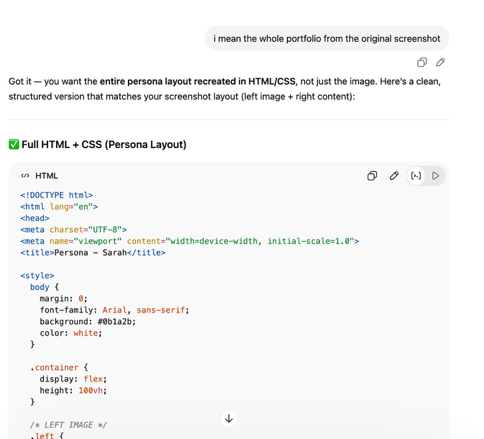 i mean the whole portfolio from the original screenshot
Got it — you want the entire persona layout recreated in HTML/CSS, not just the image. Here's a clean,
structured version that matches your screenshot layout (left image + right content):
✅ Full HTML + CSS (Persona Layout)
</> HTML
<!DOCTYPE html>
<html lang="en">
<head>
<meta charset="UTF-8">
<meta name="viewport" content="width=device-width, initial-scale=1.0">
<title>Persona – Sarah</title>
<style>
body {
margin: 0;
font-family: Arial, sans-serif;
background: #0b1a2b;
color: white;
}
.container {
display: flex;
height: 100vh;
}
/* LEFT IMAGE */
.left {